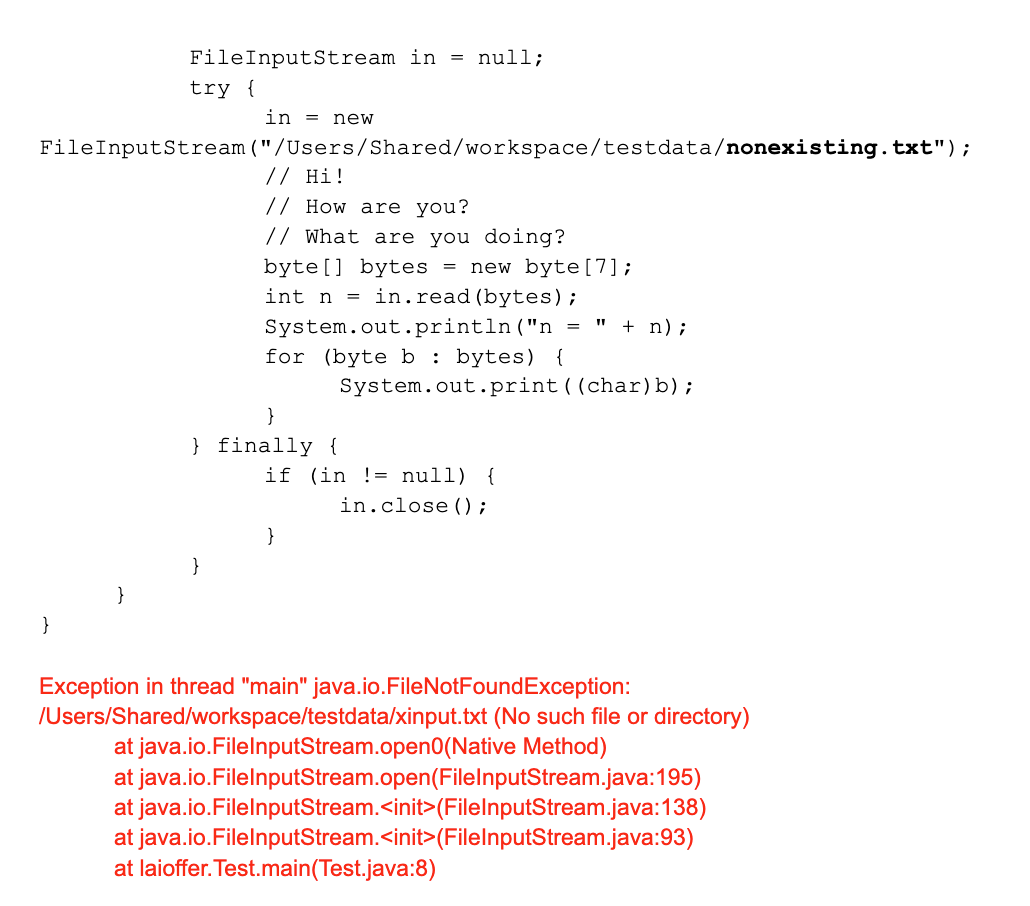 FileInputStream in = null;
try {
in = new
FileInputStream("/Users/Shared/workspace/testdata/nonexisting.txt");
// Hi!
// How are you?
// What are you doing?
byte[] bytes = new byte[7];
int n = in.read(bytes);
System.out.println("n = " + n);
for (byte b : bytes) {
System.out.print((char)b);
}
} finally {
if (in != null) {
in.close();
}
}
}
}
Exception in thread "main" java.io.FileNotFoundException:
/Users/Shared/workspace/testdata/xinput.txt (No such file or directory)
at java.io.FileInputStream.open0(Native Method)
at java.io.FileInputStream.open(FileInputStream.java:195)
at java.io.FileInputStream.<init>(FileInputStream.java:138)
at java.io.FileInputStream.<init>(FileInputStream.java:93)
at laioffer.Test.main(Test.java:8)